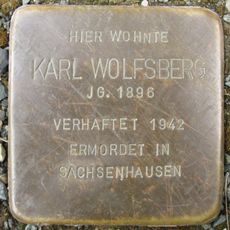 HIER WOHNTE
KARL WOLFSBERG
JG. 1896
VERHAFTET 1942
ERMORDET IN
SACHSENHAUSEN